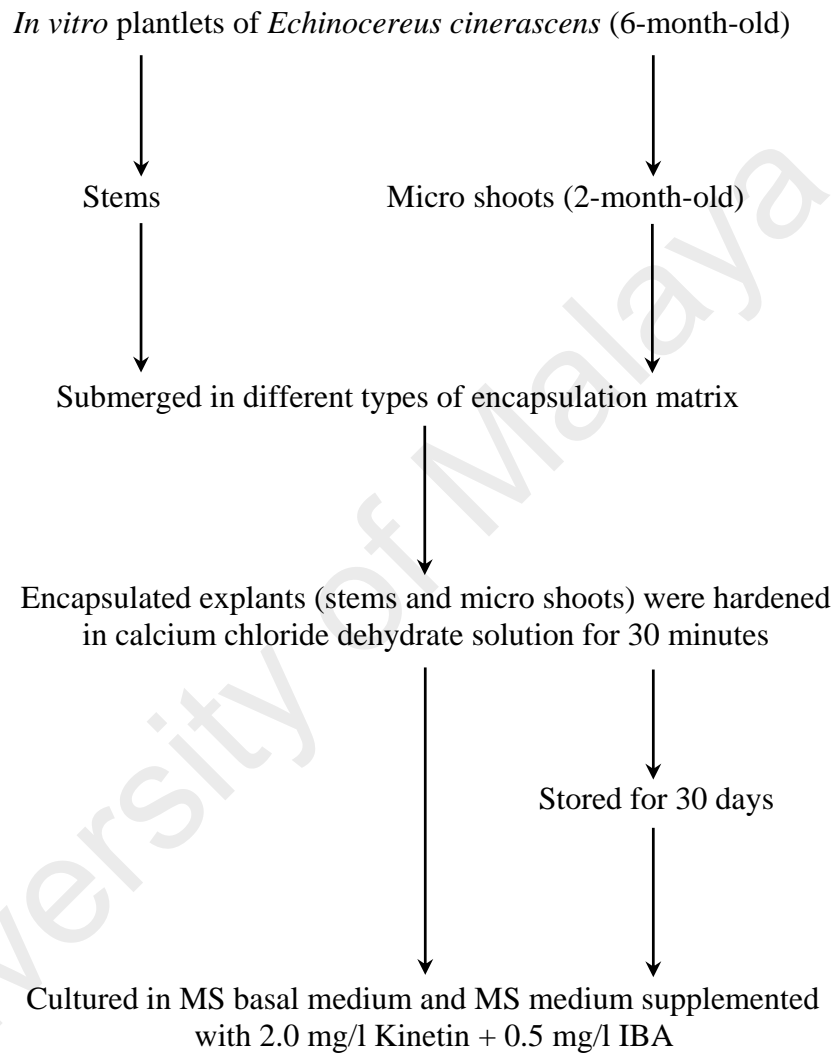 In vitro plantlets of Echinocereus cinerascens (6-month-old)
Stems
Micro shoots (2-month-old)
Submerged in different types of encapsulation matrix
Encapsulated explants (stems and micro shoots) were hardened
in calcium chloride dehydrate solution for 30 minutes
Stored for 30 days
Cultured in MS basal medium and MS medium supplemented
with 2.0 mg/l Kinetin + 0.5 mg/l IBA
versity of Malaya